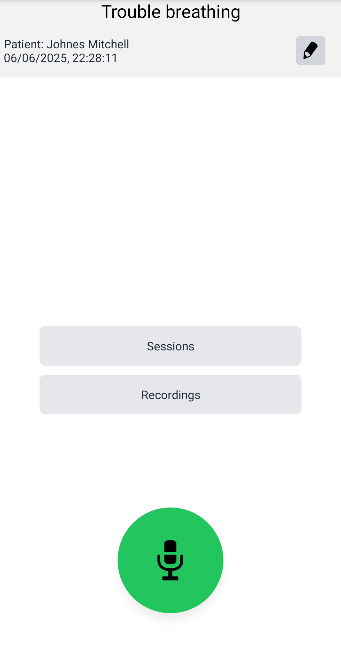 Trouble breathing
Patient: Johnes Mitchell
06/06/2025, 22:28:11
Sessions
Recordings